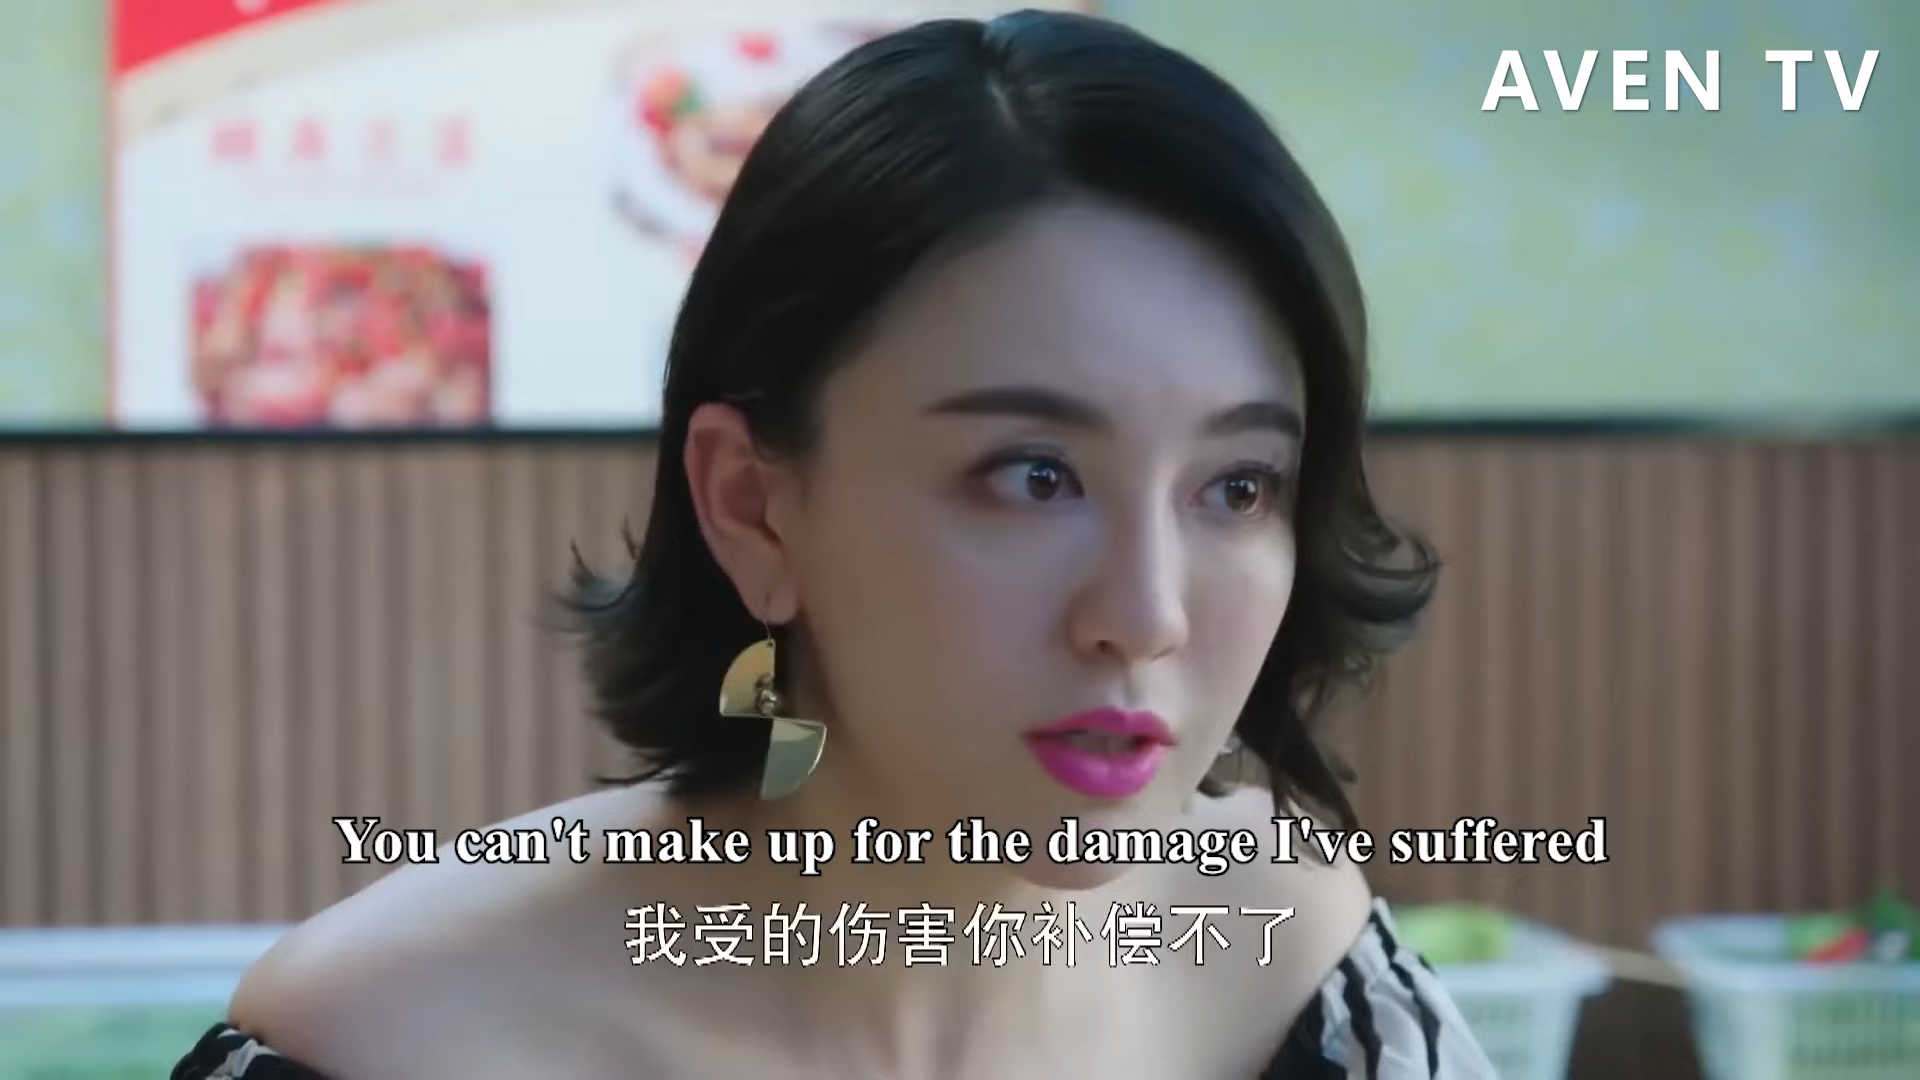 AVEN TV
You can't make up for the damage I've suffered
我受的伤害你补偿不了